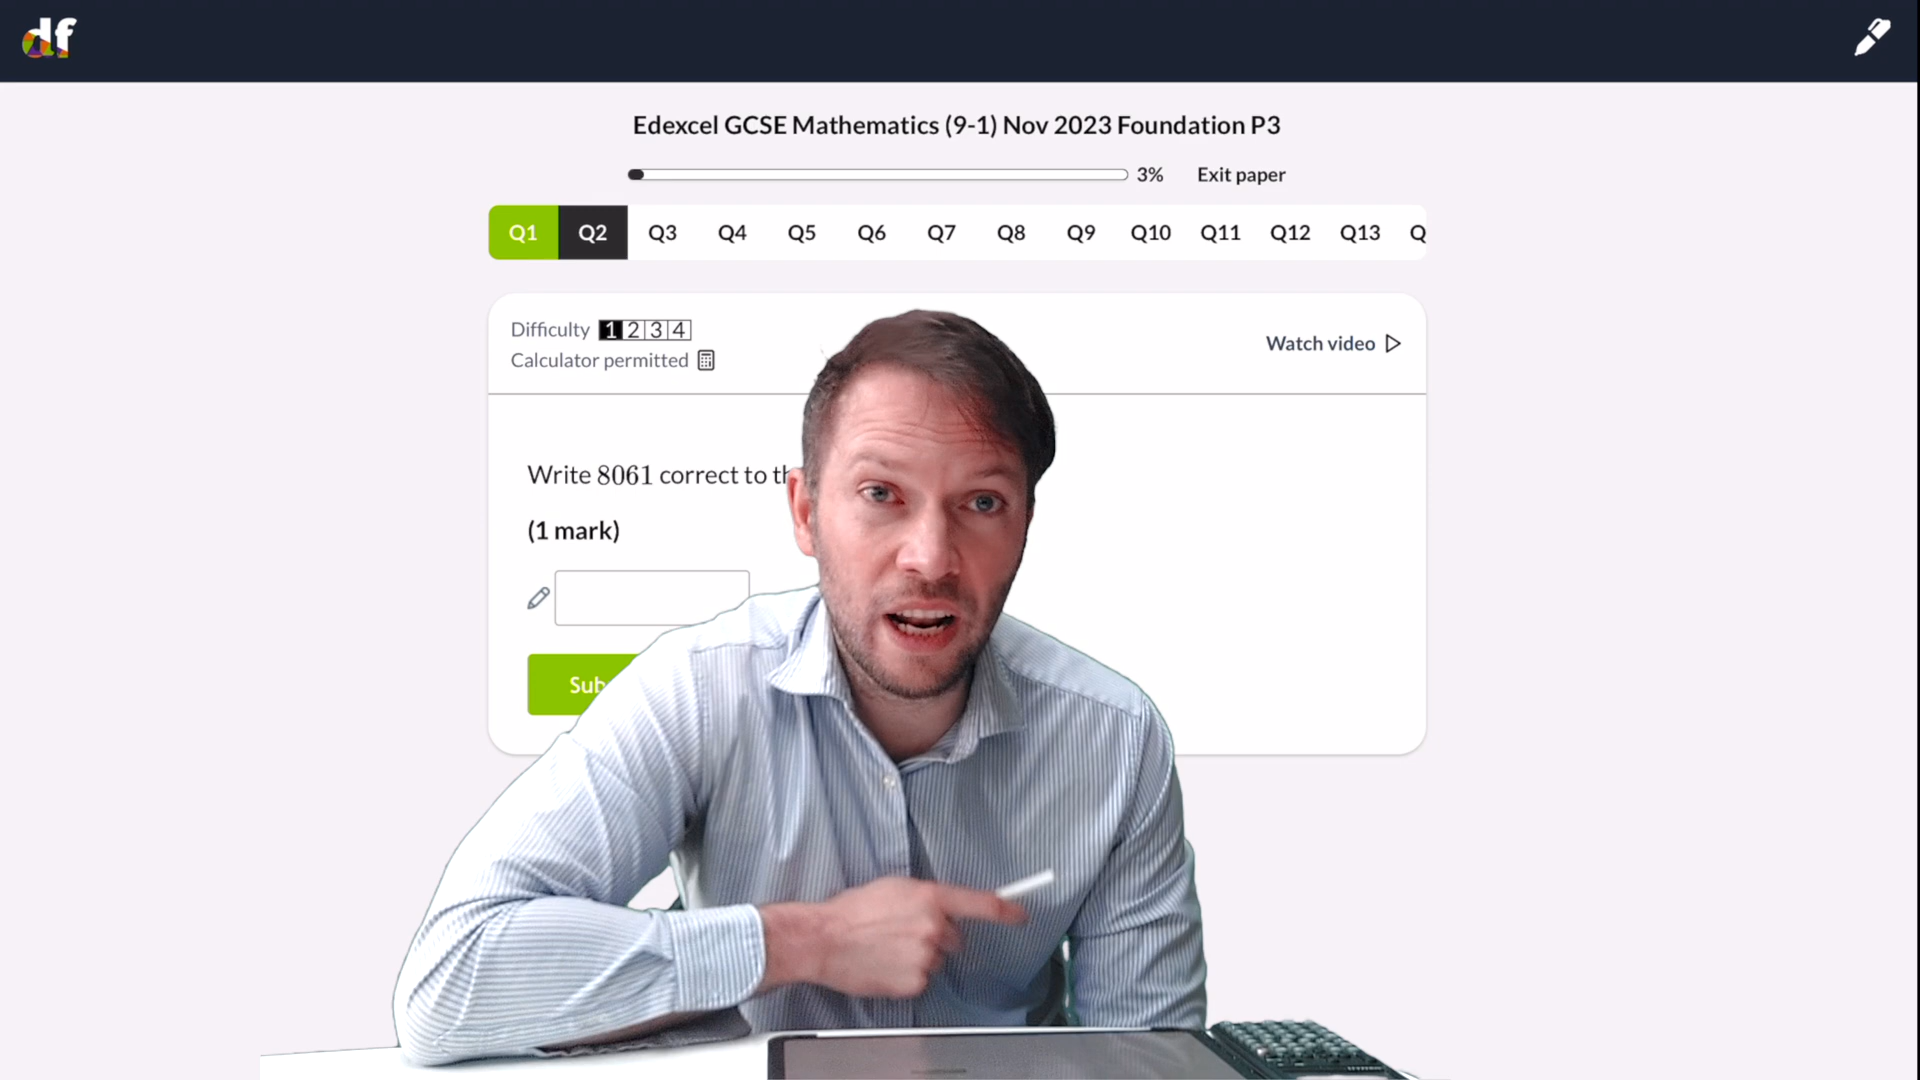 df
Edexcel GCSE Mathematics (9-1) Nov 2023 Foundation P3
3% Exit paper
Q1 Q2 Q3 Q4 Q5 Q6 Q7 Q8 Q9 Q10 Q11 Q12 Q13 Q
Difficulty 1 2 3 4
Calculator permitted
Watch video
Write 8061 correct to
(1 mark)